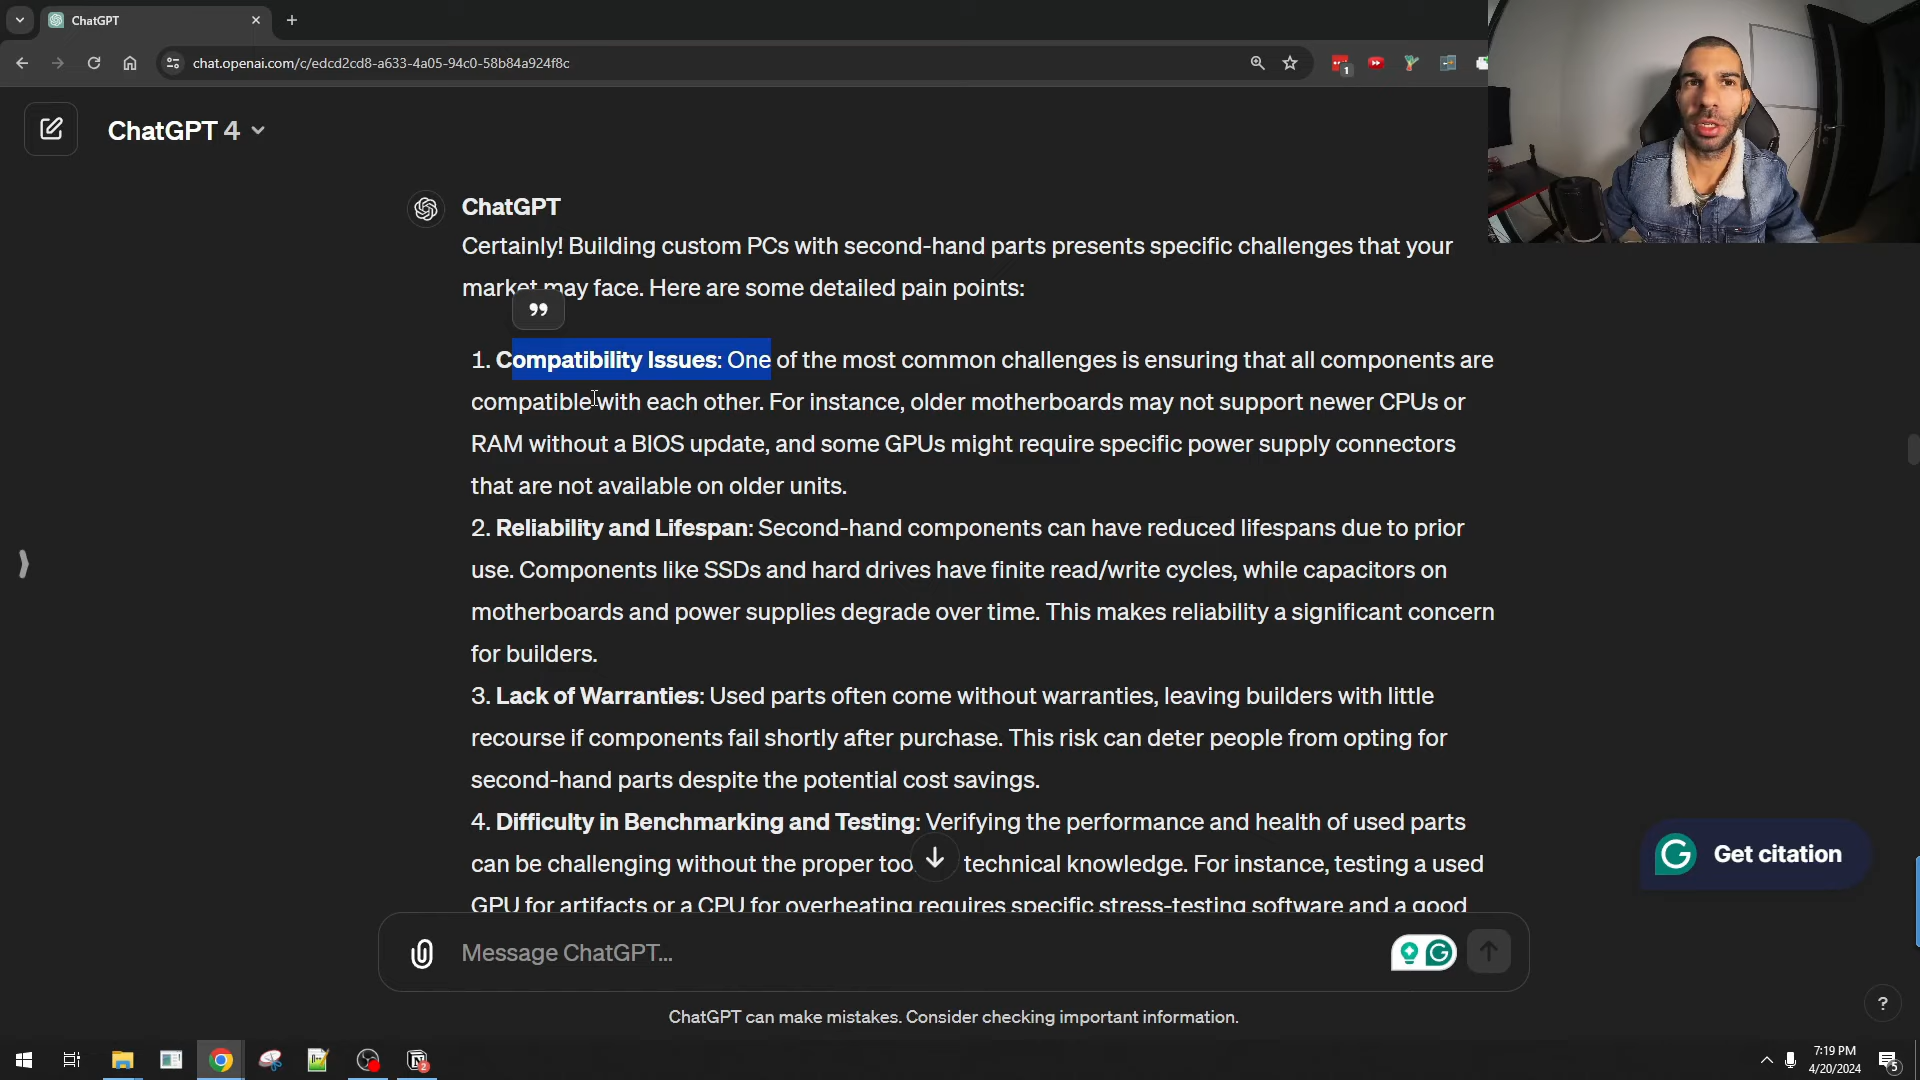 ChatGPT
chat.openai.com/c/edcd2cd8-a633-4a05-94c0-58b84a924f8c
1
ChatGPT 4
ChatGPT
Certainly! Building custom PCs with second-hand parts presents specific challenges that your
market may face. Here are some detailed pain points:
1. Compatibility Issues: One of the most common challenges is ensuring that all components are
compatible with each other. For instance, older motherboards may not support newer CPUs or
RAM without a BIOS update, and some GPUs might require specific power supply connectors
that are not available on older units.
2. Reliability and Lifespan: Second-hand components can have reduced lifespans due to prior
use. Components like SSDs and hard drives have finite read/write cycles, while capacitors on
motherboards and power supplies degrade over time. This makes reliability a significant concern
for builders.
3. Lack of Warranties: Used parts often come without warranties, leaving builders with little
recourse if components fail shortly after purchase. This risk can deter people from opting for
second-hand parts despite the potential cost savings.
4. Difficulty in Benchmarking and Testing: Verifying the performance and health of used parts
can be challenging without the proper too technical knowledge. For instance, testing a used
GPU for artifacts or a CPU for overheating requires specific stress-testing software and a good
Get citation
Message ChatGPT...
ChatGPT can make mistakes. Consider checking important information.
?
2
7:19 PM
4/20/2024
5